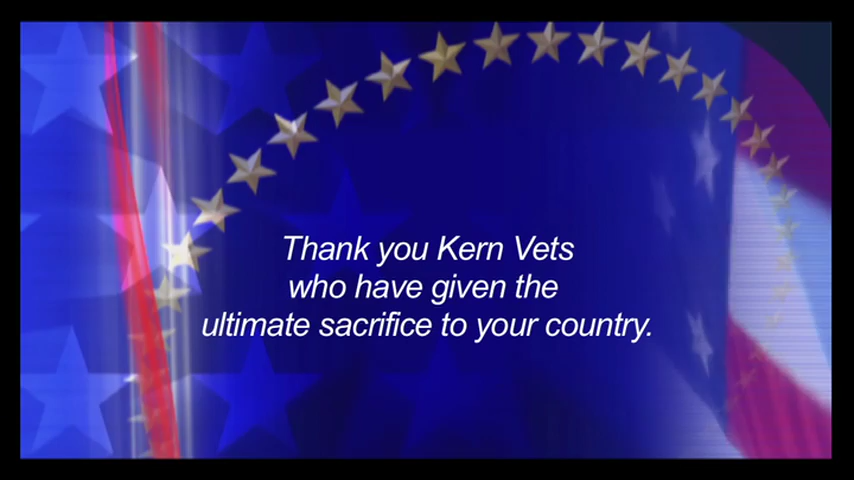 Thank you Kern Vets
who have given the
ultimate sacrifice to your country.